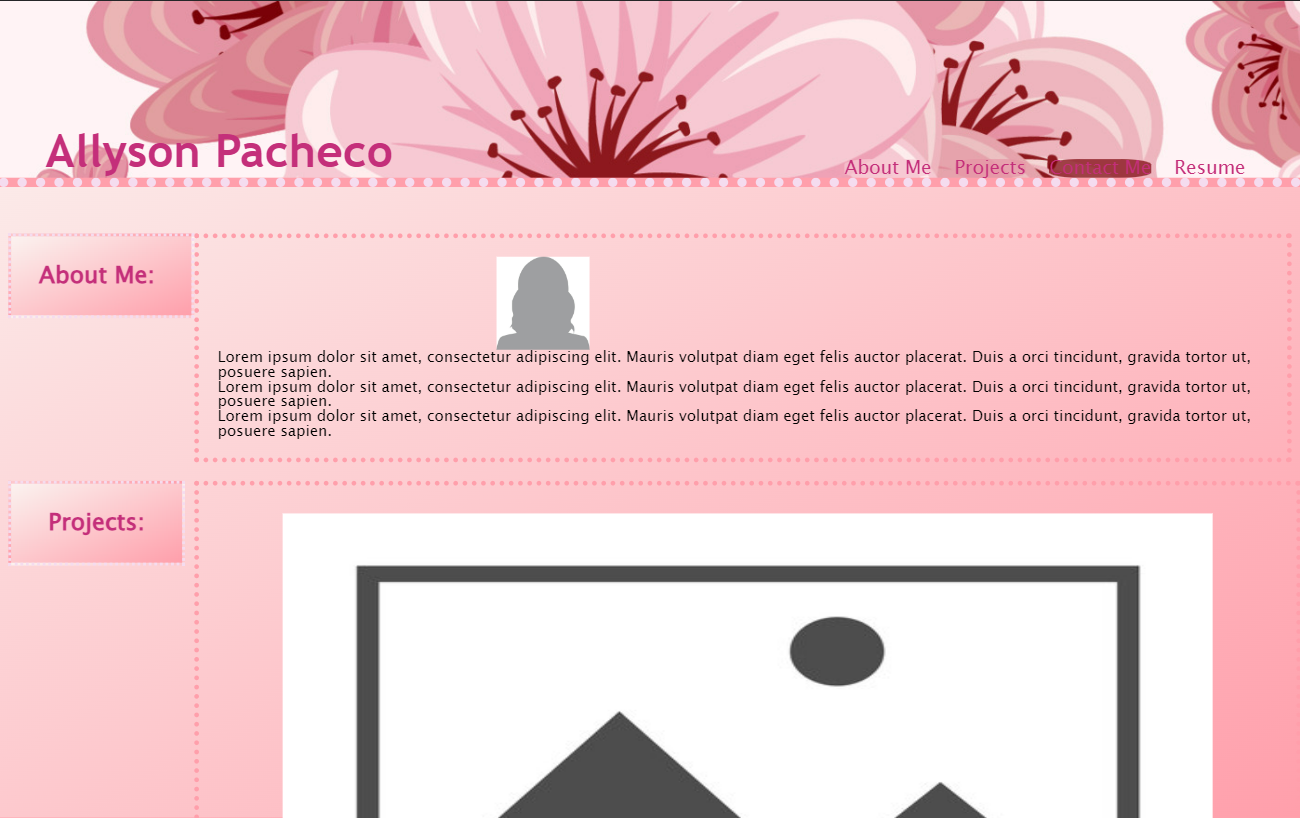 Allyson Pacheco
About Me Projects Contact Me Resume
About Me:
Lorem ipsum dolor sit amet, consectetur adipiscing elit. Mauris volutpat diam eget felis auctor placerat. Duis a orci tincidunt, gravida tortor ut,
posuere sapien.
Lorem ipsum dolor sit amet, consectetur adipiscing elit. Mauris volutpat diam eget felis auctor placerat. Duis a orci tincidunt, gravida tortor ut,
posuere sapien.
Lorem ipsum dolor sit amet, consectetur adipiscing elit. Mauris volutpat diam eget felis auctor placerat. Duis a orci tincidunt, gravida tortor ut,
posuere sapien.
Projects: